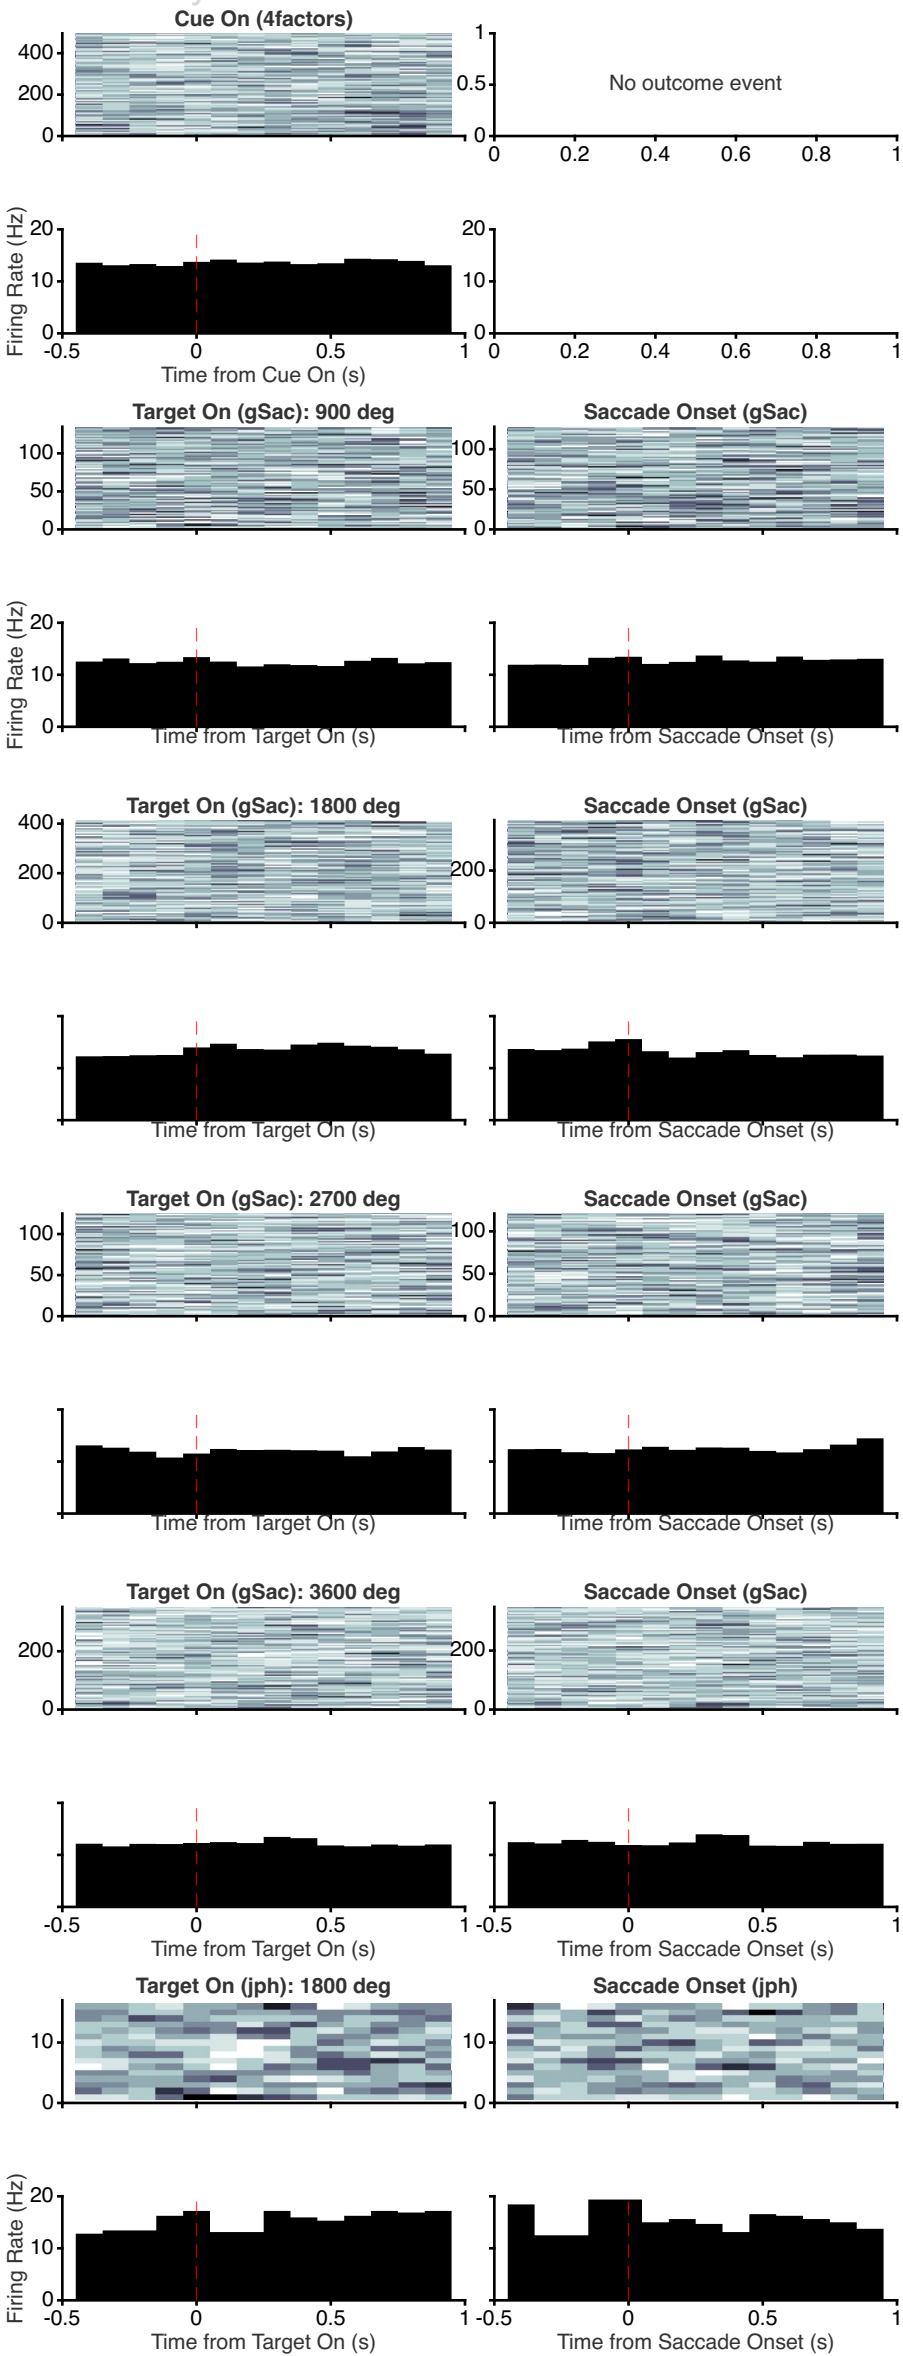 Cue On (4factors)
400
200
0
1
0.5
0
No outcome event
0 0.2 0.4 0.6 0.8 1
Firing Rate (Hz)
20
10
0
-0.5 0 0.5 1
Time from Cue On (s)
20
10
0
0 0.2 0.4 0.6 0.8 1
Target On (gSac): 900 deg
100
50
0
Saccade Onset (gSac)
100
50
0
Firing Rate (Hz)
20
10
0
Time from Target On (s)
Time from Saccade Onset (s)
Target On (gSac): 1800 deg
400
200
0
Saccade Onset (gSac)
200
0
Time from Target On (s)
Time from Saccade Onset (s)
Target On (gSac): 2700 deg
100
50
0
Saccade Onset (gSac)
100
50
0
Time from Target On (s)
Time from Saccade Onset (s)
Target On (gSac): 3600 deg
200
0
Saccade Onset (gSac)
200
0
-0.5 0 0.5 1
Time from Target On (s)
-0.5 0 0.5 1
Time from Saccade Onset (s)
Target On (jph): 1800 deg
10
0
Saccade Onset (jph)
10
0
Firing Rate (Hz)
20
10
0
-0.5 0 0.5 1
Time from Target On (s)
-0.5 0 0.5 1
Time from Saccade Onset (s)